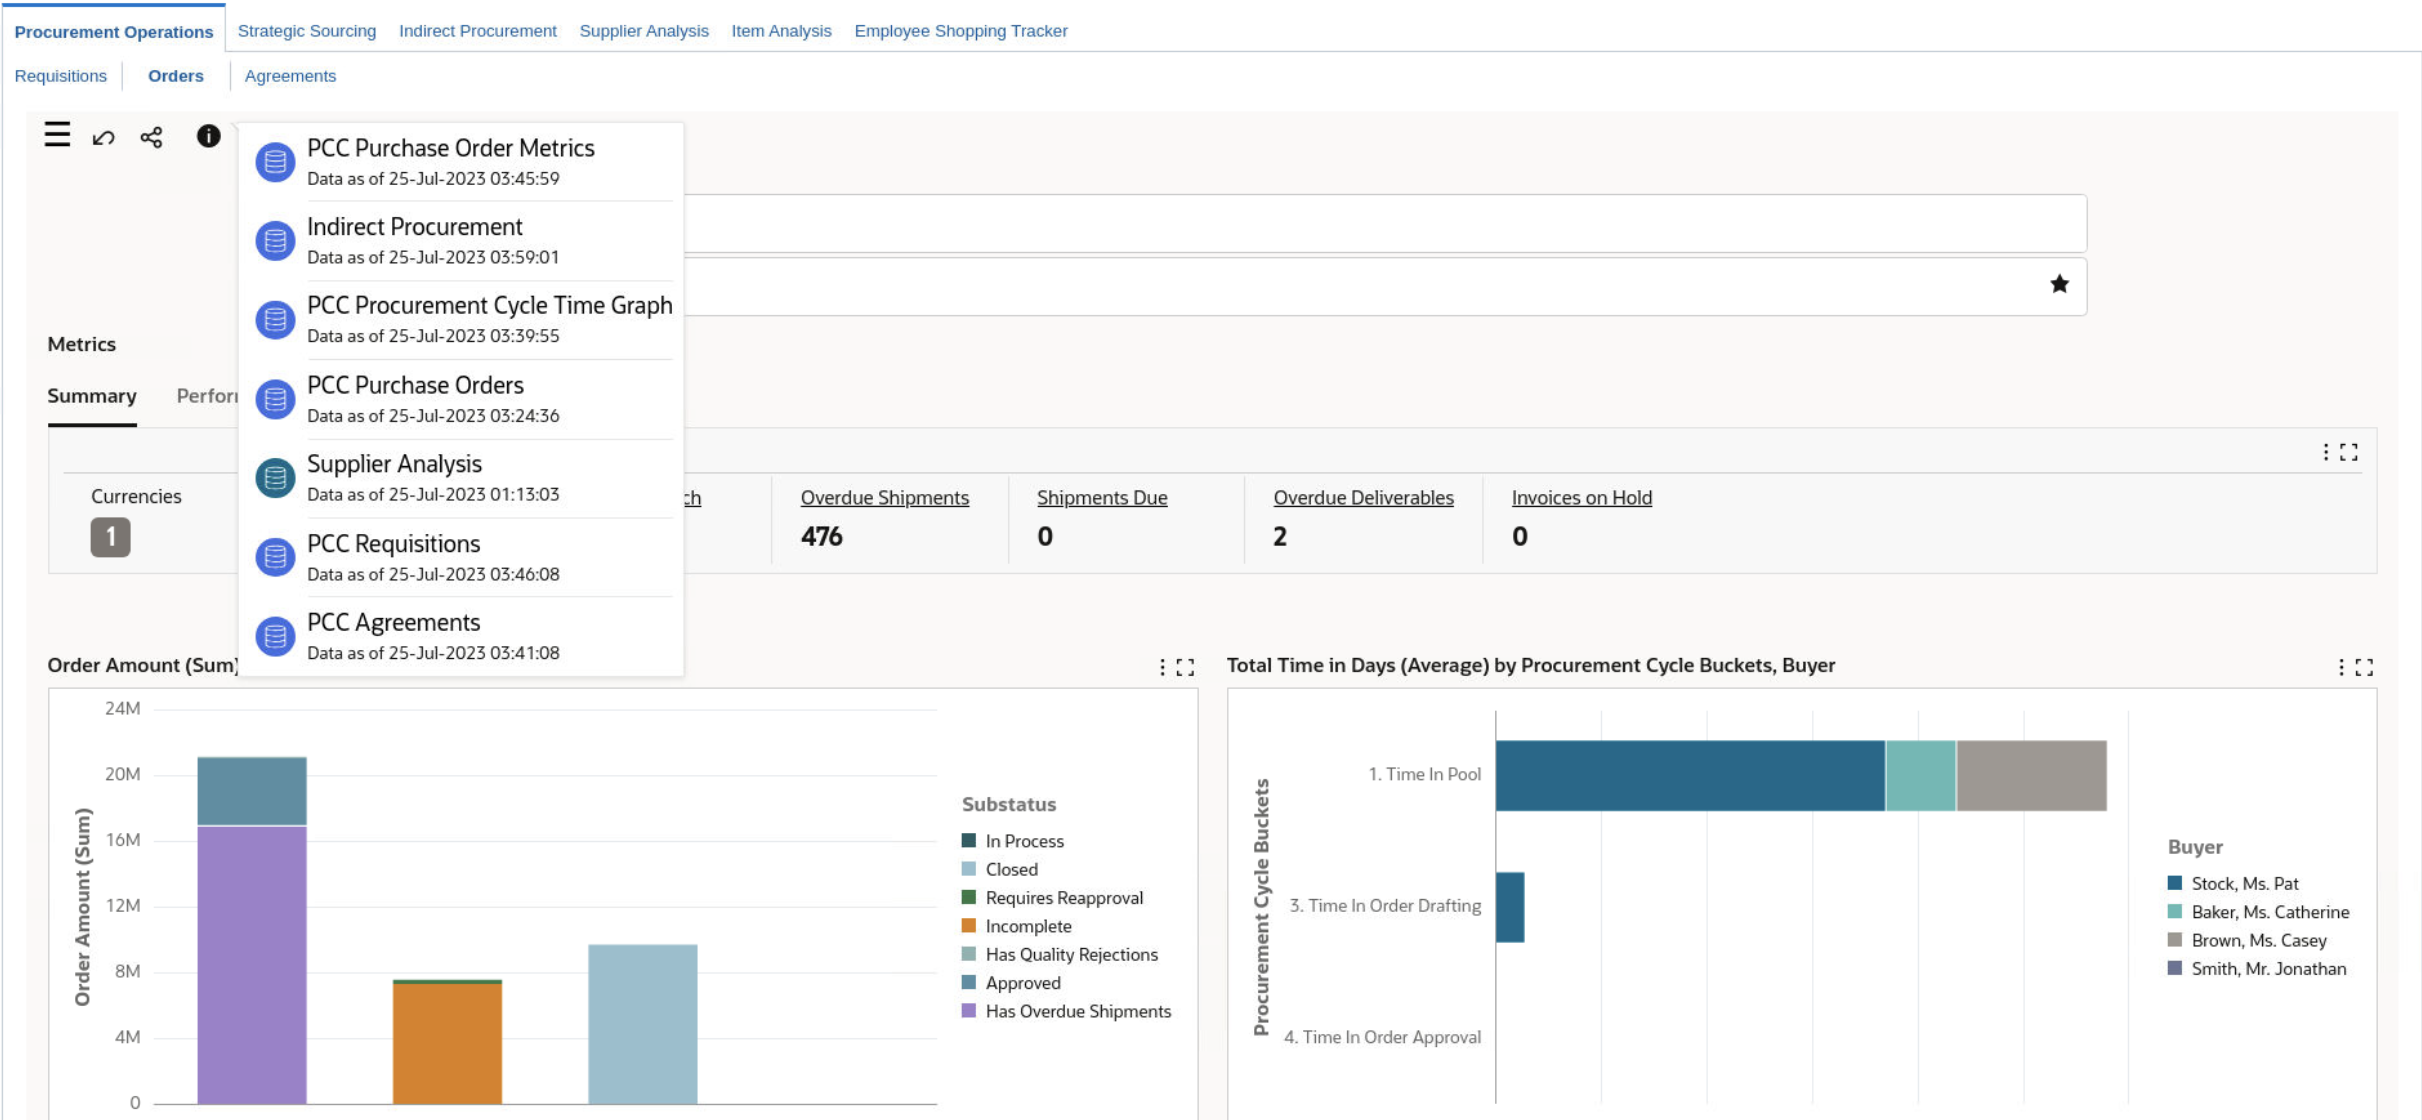 Procurement Operations
Strategic Sourcing
Indirect Procurement
Supplier Analysis
Item Analysis
Employee Shopping Tracker
Requisitions
Orders
Agreements
PCC Purchase Order Metrics
Data as of 25-Jul-2023 03:45:59
Indirect Procurement
Data as of 25-Jul-2023 03:59:01
PCC Procurement Cycle Time Graph
Data as of 25-Jul-2023 03:39:55
PCC Purchase Orders
Data as of 25-Jul-2023 03:24:36
Supplier Analysis
Data as of 25-Jul-2023 01:13:03
PCC Requisitions
Data as of 25-Jul-2023 03:46:08
PCC Agreements
Data as of 25-Jul-2023 03:41:08
Metrics
Summary
Currencies
1
Overdue Shipments
476
Shipments Due
0
Overdue Deliverables
2
Invoices on Hold
0
Order Amount (Sum)
24M
20M
16M
12M
8M
4M
0
Order Amount (Sum)
Substatus
In Process
Closed
Requires Reapproval
Incomplete
Has Quality Rejections
Approved
Has Overdue Shipments
Total Time in Days (Average) by Procurement Cycle Buckets, Buyer
Procurement Cycle Buckets
1. Time In Pool
3. Time In Order Drafting
4. Time In Order Approval
Buyer
Stock, Ms. Pat
Baker, Ms. Catherine
Brown, Ms. Casey
Smith, Mr. Jonathan